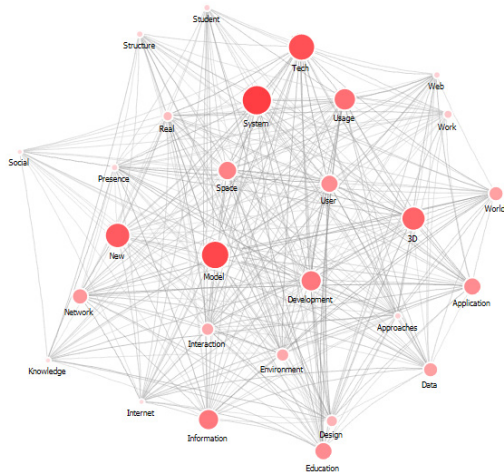 Student
Structure
Tech
Web
System
Usage
Work
Real
Social
Presence
Space
User
World
New
3D
Model
Network
Development
Application
Approaches
Interaction
Knowledge
Environment
Data
Internet
Information
Design
Education